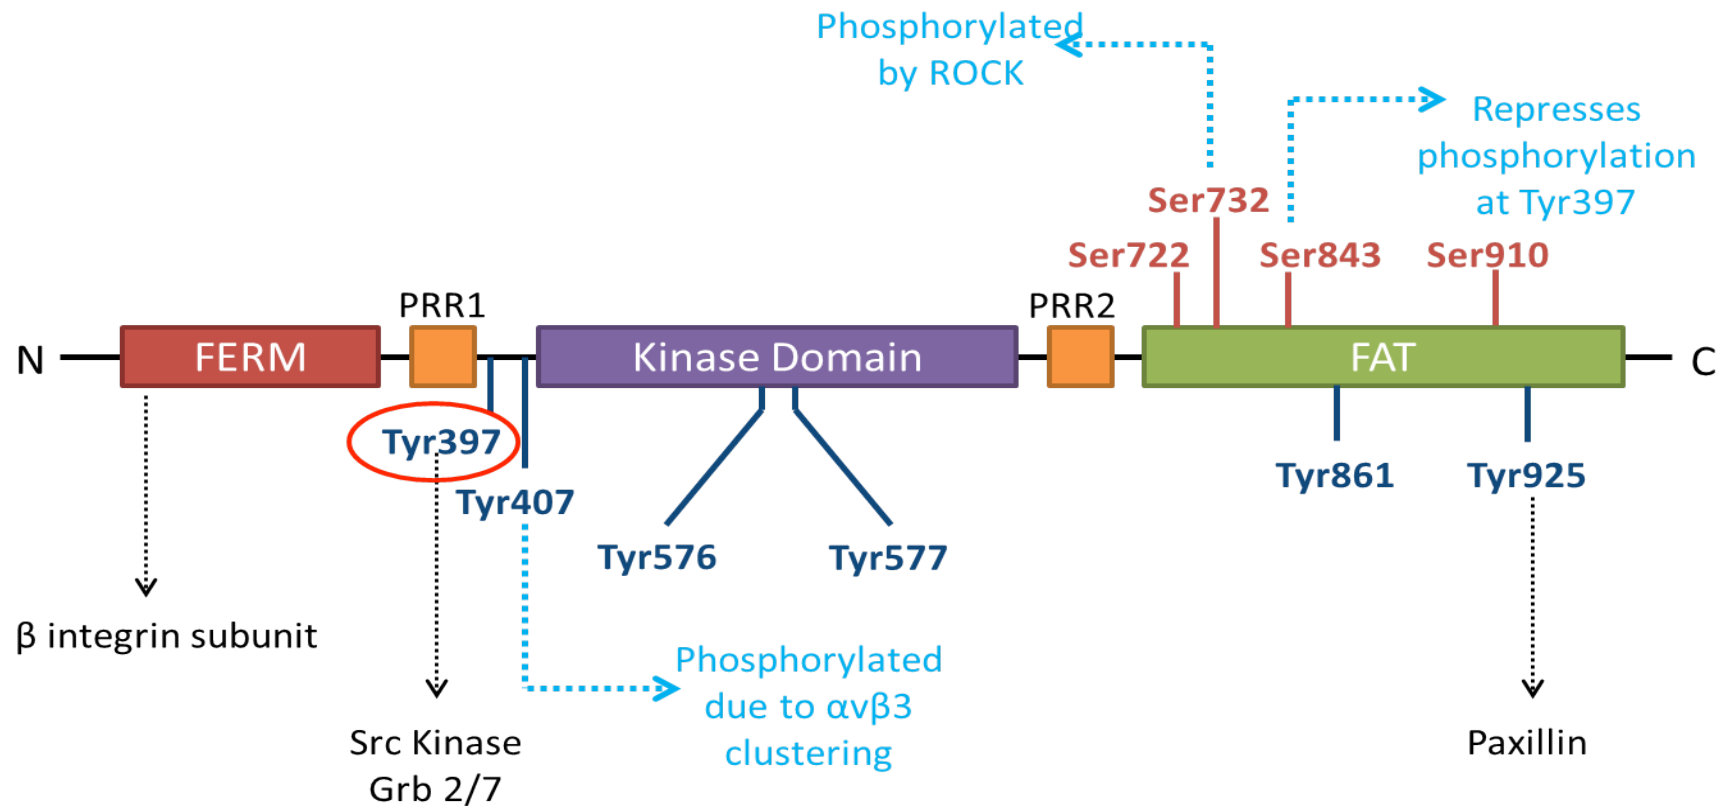 Phosphorylated
by ROCK
Represses
phosphorylation
at Tyr397
Ser732
Ser722
Ser843
Ser910
PRR1
PRR2
N
FERM
Kinase Domain
FAT
C
Tyr397
Tyr407
Tyr576
Tyr577
Tyr861
Tyr925
β integrin subunit
Src Kinase
Grb 2/7
Phosphorylated
due to αvβ3
clustering
Paxillin